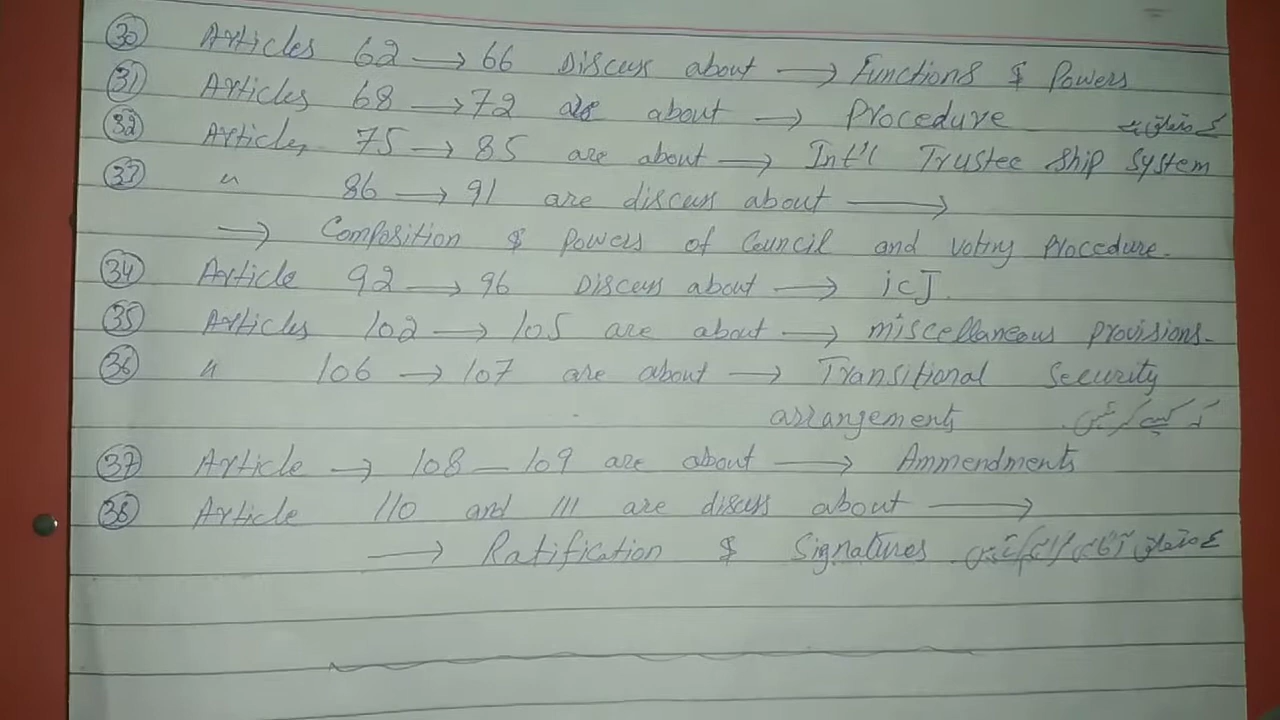 30 Articles 62 → 66 Discuss about → Functions & Powers
31 Articles 68 → 72 are about → Procedure
32 Articles 75 → 85 are about → Int'l Trustee ship System
33 " 86 → 91 are discuss about →
→ Composition & Powers of Council and Voting Procedure.
34 Article 92 → 96 Discuss about → icJ.
35 Articles 102 → 105 are about → miscellaneous provisions.
36 " 106 → 107 are about → Transitional Security
arrangements
37 Article → 108 — 109 are about → Ammendments
38 Article 110 and 111 are discuss about →
→ Ratification & Signatures.